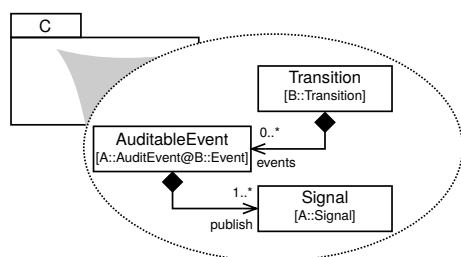 C
Transition
[B::Transition]
AuditableEvent
[A::AuditEvent@B::Event]
0..*
events
1..*
publish
Signal
[A::Signal]